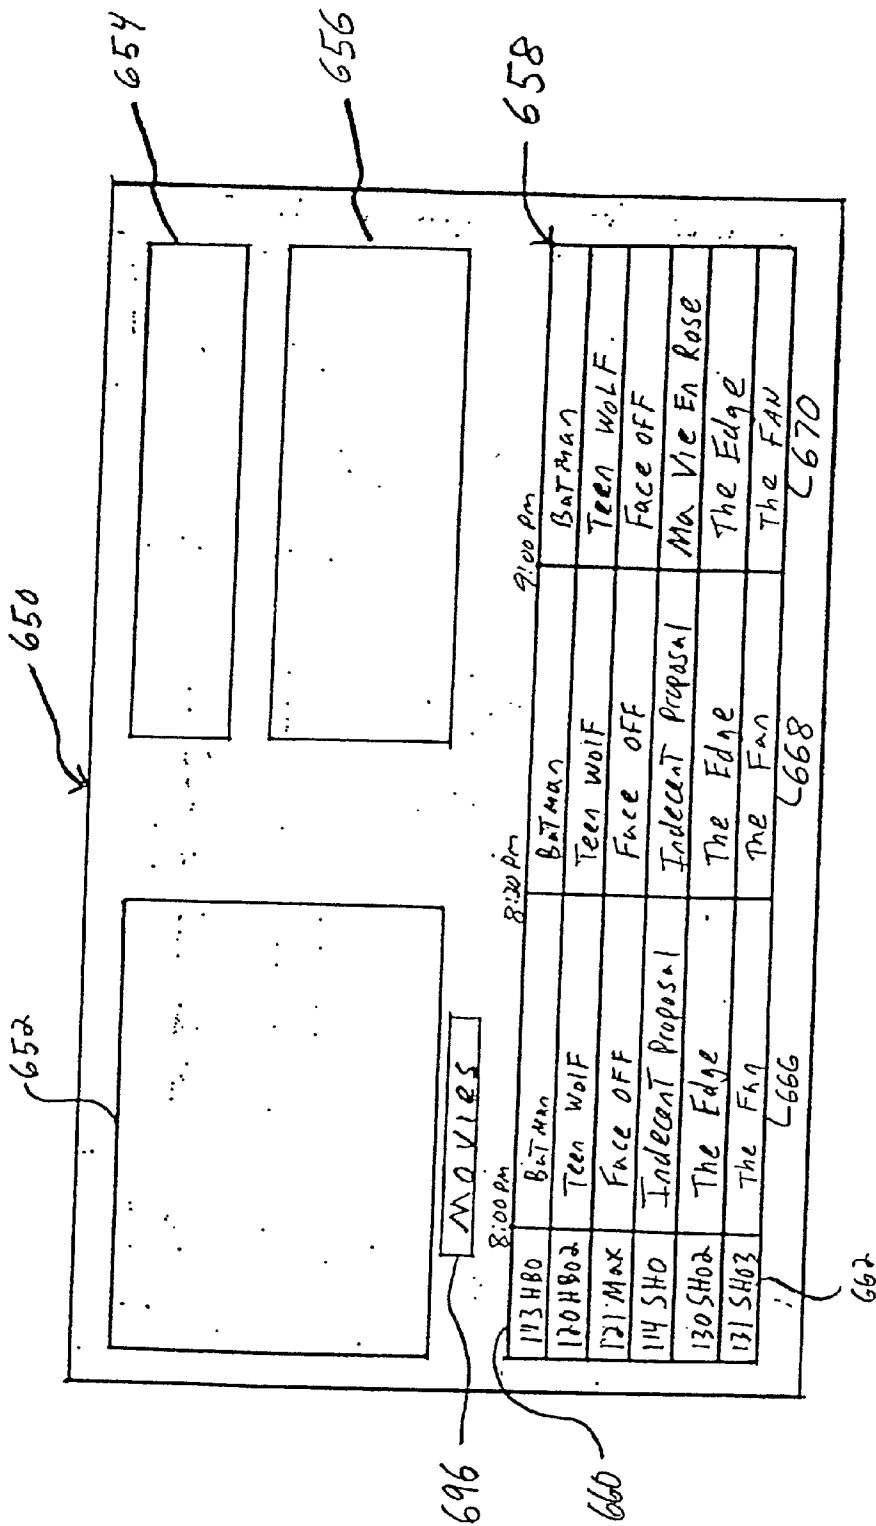 650
652
654
656
MOVIES
696
658
8:00 Pm 8:30 Pm 9:00 Pm
660
113 HBO Batman Batman Batman
120 HBO2 Teen Wolf Teen Wolf Teen WoLF.
121 Max Face OFF Face OFF Face OFF
114 SHO Indecent Proposal Indecent Proposal Ma Vie En Rose
130 SHO2 The Edge The Edge The Edge
131 SHO3 The Fan The Fan The FAN
662
666 668 670